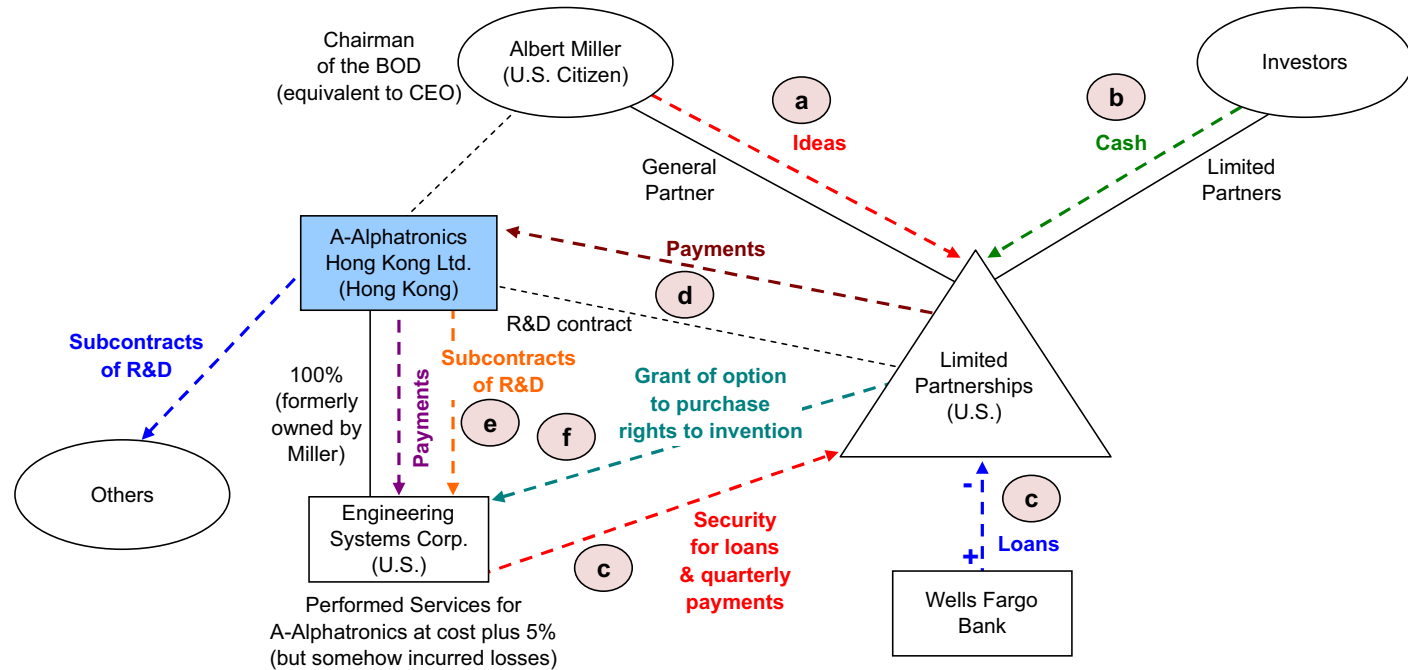 Chairman
of the BOD
(equivalent to CEO)
Albert Miller
(U.S. Citizen)
Investors
a
Ideas
b
Cash
General
Partner
Limited
Partners
A-Alphatronics
Hong Kong Ltd.
(Hong Kong)
Payments
d
R&D contract
Subcontracts
of R&D
100%
(formerly
owned by
Miller)
Payments
Subcontracts
of R&D
e
f
Grant of option
to purchase
rights to invention
Limited
Partnerships
(U.S.)
Others
Engineering
Systems Corp.
(U.S.)
c
Security
for loans
& quarterly
payments
-
c
Loans
+
Wells Fargo
Bank
Performed Services for
A-Alphatronics at cost plus 5%
(but somehow incurred losses)